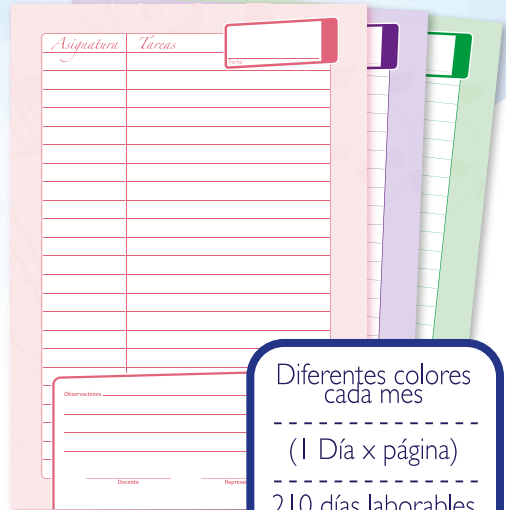 Asignatura Tareas
Fecha
Observaciones
Docente
Diferentes colores
cada mes
(1 Día x página)
210 días laborables